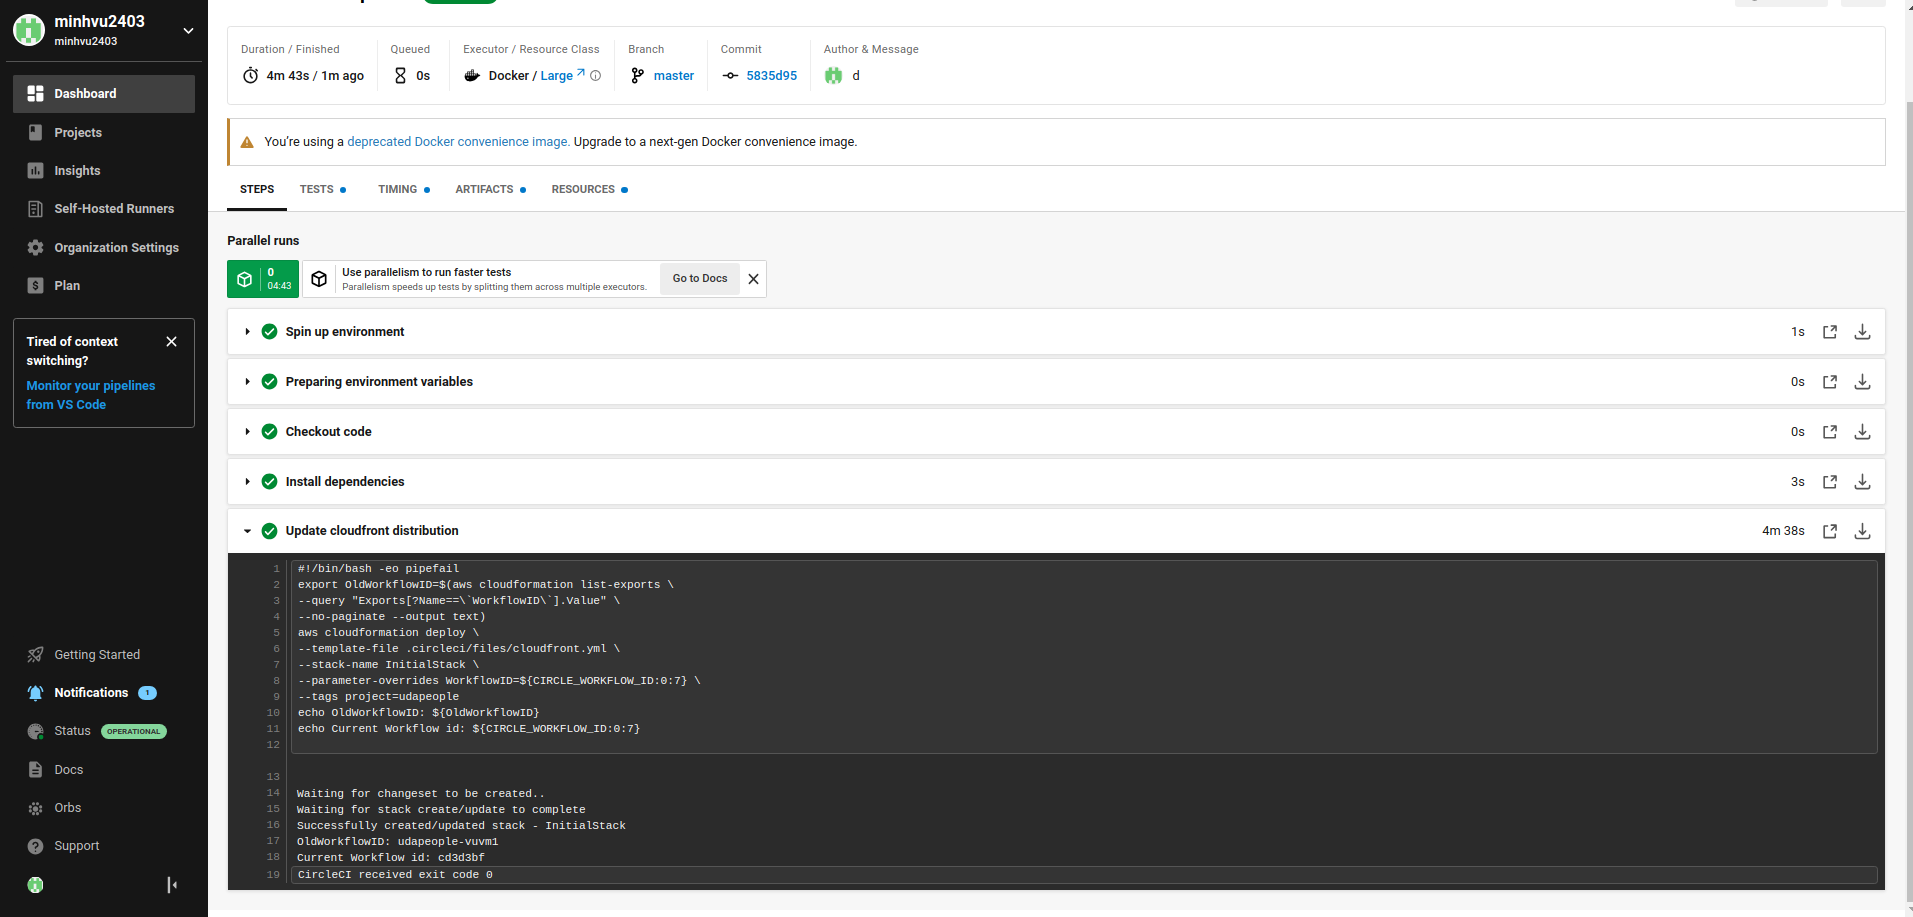 minhvu2403
minhvu2403
Dashboard
Projects
Insights
Self-Hosted Runners
Organization Settings
Plan
Tired of context
switching?
Monitor your pipelines
from VS Code
Getting Started
Notifications 1
Status OPERATIONAL
Docs
Orbs
Support
Duration / Finished
4m 43s / 1m ago
Queued
0s
Executor / Resource Class
Docker / Large
Branch
master
Commit
5835d95
Author & Message
d
You're using a deprecated Docker convenience image. Upgrade to a next-gen Docker convenience image.
STEPS TESTS TIMING ARTIFACTS RESOURCES
Parallel runs
0
04:43
Use parallelism to run faster tests
Parallelism speeds up tests by splitting them across multiple executors.
Go to Docs
Spin up environment 1s
Preparing environment variables 0s
Checkout code 0s
Install dependencies 3s
Update cloudfront distribution 4m 38s
1 #!/bin/bash -eo pipefail
2 export OldWorkflowID=$(aws cloudformation list-exports \
3 --query "Exports[?Name==\`WorkflowID\`].Value" \
4 --no-paginate --output text)
5 aws cloudformation deploy \
6 --template-file .circleci/files/cloudfront.yml \
7 --stack-name InitialStack \
8 --parameter-overrides WorkflowID=${CIRCLE_WORKFLOW_ID:0:7} \
9 --tags project=udapeople
10 echo OldWorkflowID: ${OldWorkflowID}
11 echo Current Workflow id: ${CIRCLE_WORKFLOW_ID:0:7}
12
13
14 Waiting for changeset to be created..
15 Waiting for stack create/update to complete
16 Successfully created/updated stack - InitialStack
17 OldWorkflowID: udapeople-vuvm1
18 Current Workflow id: cd3d3bf
19 CircleCI received exit code 0